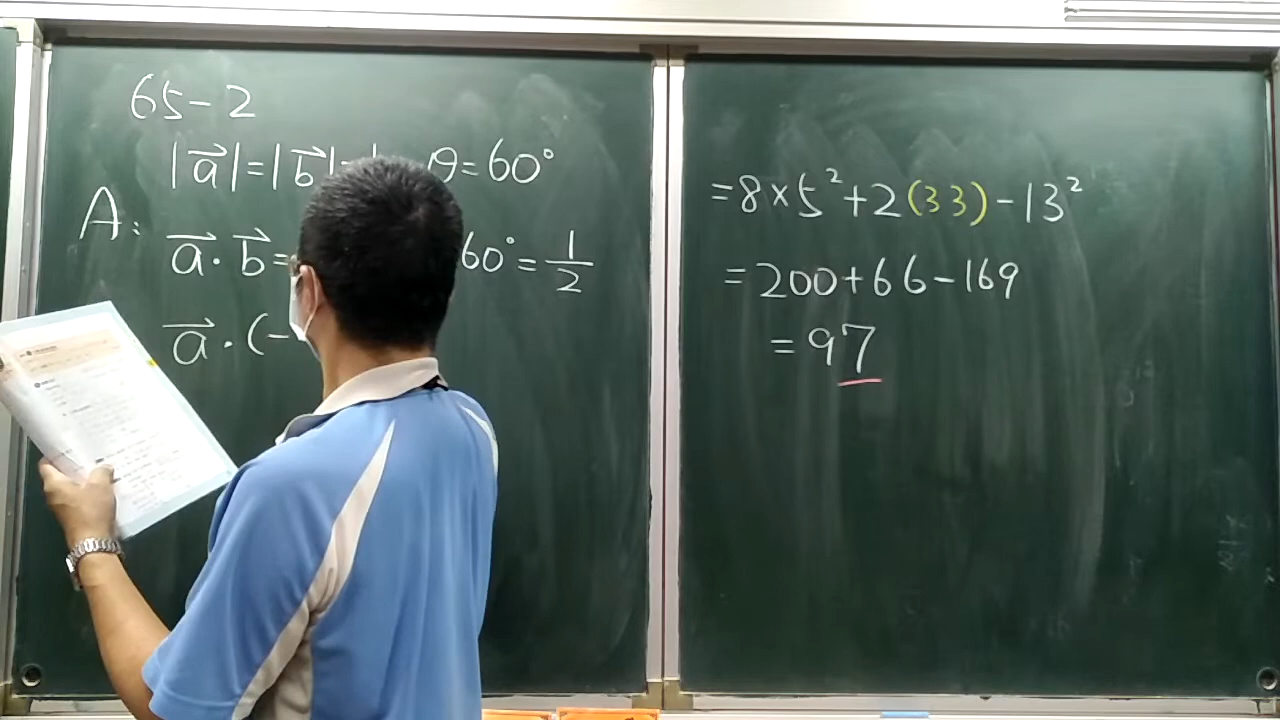 65-2
|a⃗|=|b⃗|= θ=60°
A:
a⃗·b⃗= 60°=1/2
a⃗·(-
=8×5²+2(33)-13²
=200+66-169
=97